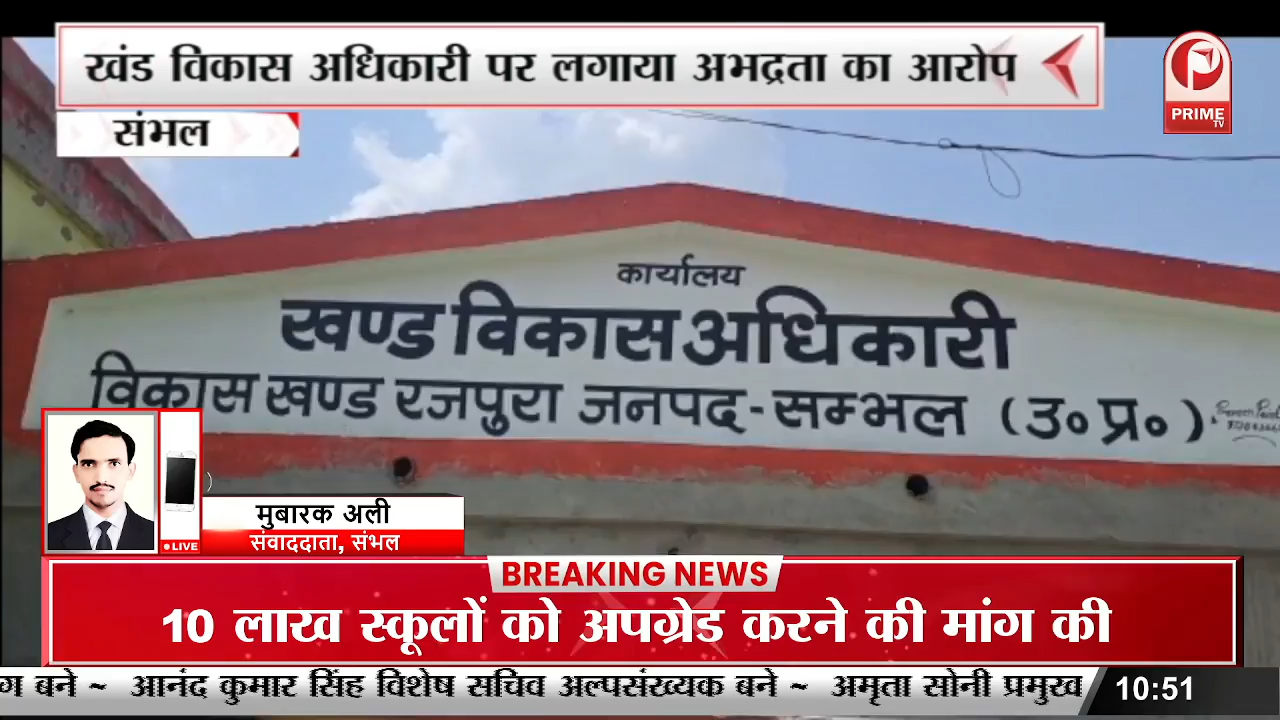 खंड विकास अधिकारी पर लगाया अभद्रता का आरोप
संभल
PRIME
TV
कार्यालय
खण्ड विकास अधिकारी
विकास खण्ड रजपुरा जनपद - सम्भल (उ० प्र०)
मुबारक अली
LIVE
संवाददाता, संभल
BREAKING NEWS
10 लाख स्कूलों को अपग्रेड करने की मांग की
बने ~ आनंद कुमार सिंह विशेष सचिव अल्पसंख्यक बने ~ अमृता सोनी प्रमुख
10:51